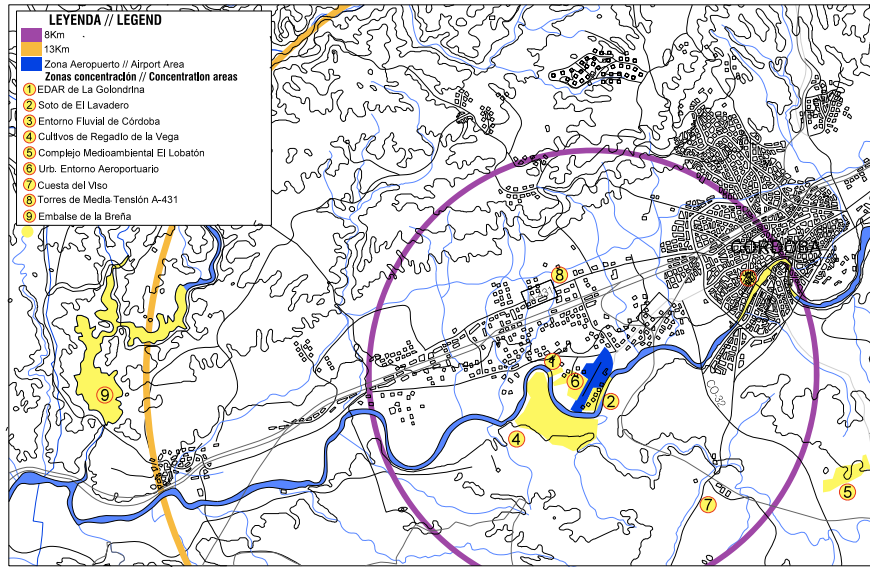 LEYENDA // LEGEND
8Km
13Km
Zona Aeropuerto // Airport Area
Zonas concentración // Concentration areas
1 EDAR de La Golondrina
2 Soto de El Lavadero
3 Entorno Fluvial de Córdoba
4 Cultivos de Regadío de la Vega
5 Complejo Medioambiental El Lobatón
6 Urb. Entorno Aeroportuario
7 Cuesta del Viso
8 Torres de Media Tensión A-431
9 Embalse de la Breña
CÓRDOBA
8
1
6
2
9
4
CO-32
5
7